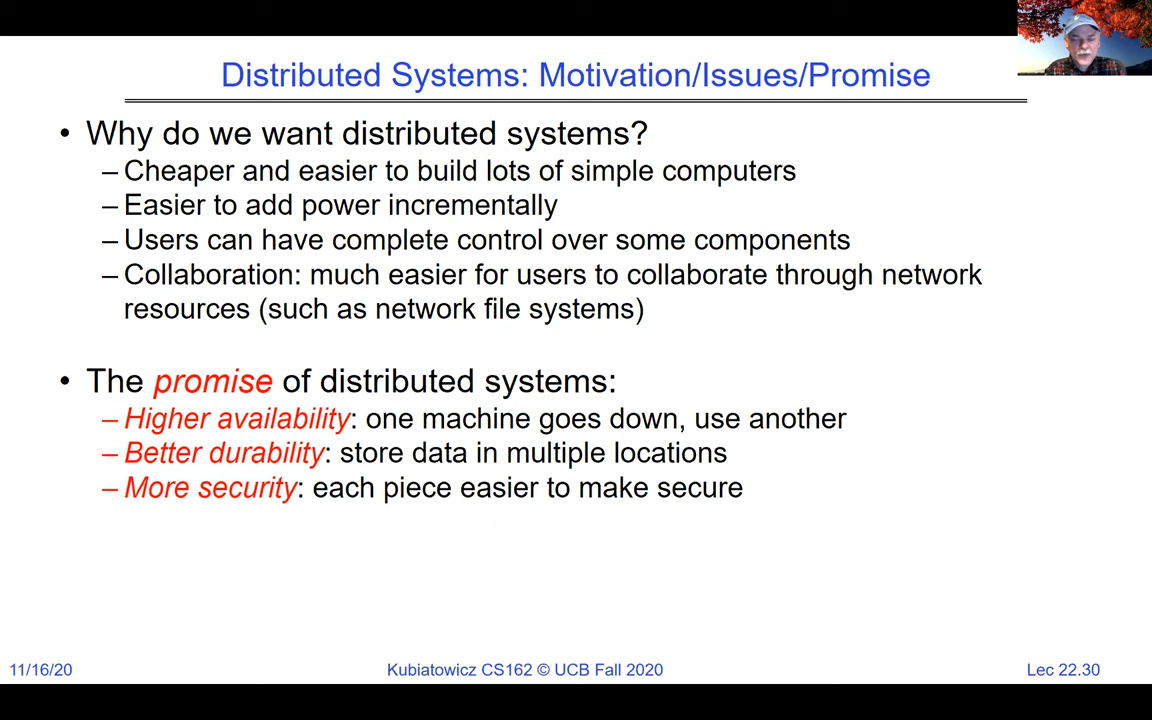 Distributed Systems: Motivation/Issues/Promise
• Why do we want distributed systems?
– Cheaper and easier to build lots of simple computers
– Easier to add power incrementally
– Users can have complete control over some components
– Collaboration: much easier for users to collaborate through network
resources (such as network file systems)
• The promise of distributed systems:
– Higher availability: one machine goes down, use another
– Better durability: store data in multiple locations
– More security: each piece easier to make secure
11/16/20
Kubiatowicz CS162 © UCB Fall 2020
Lec 22.30